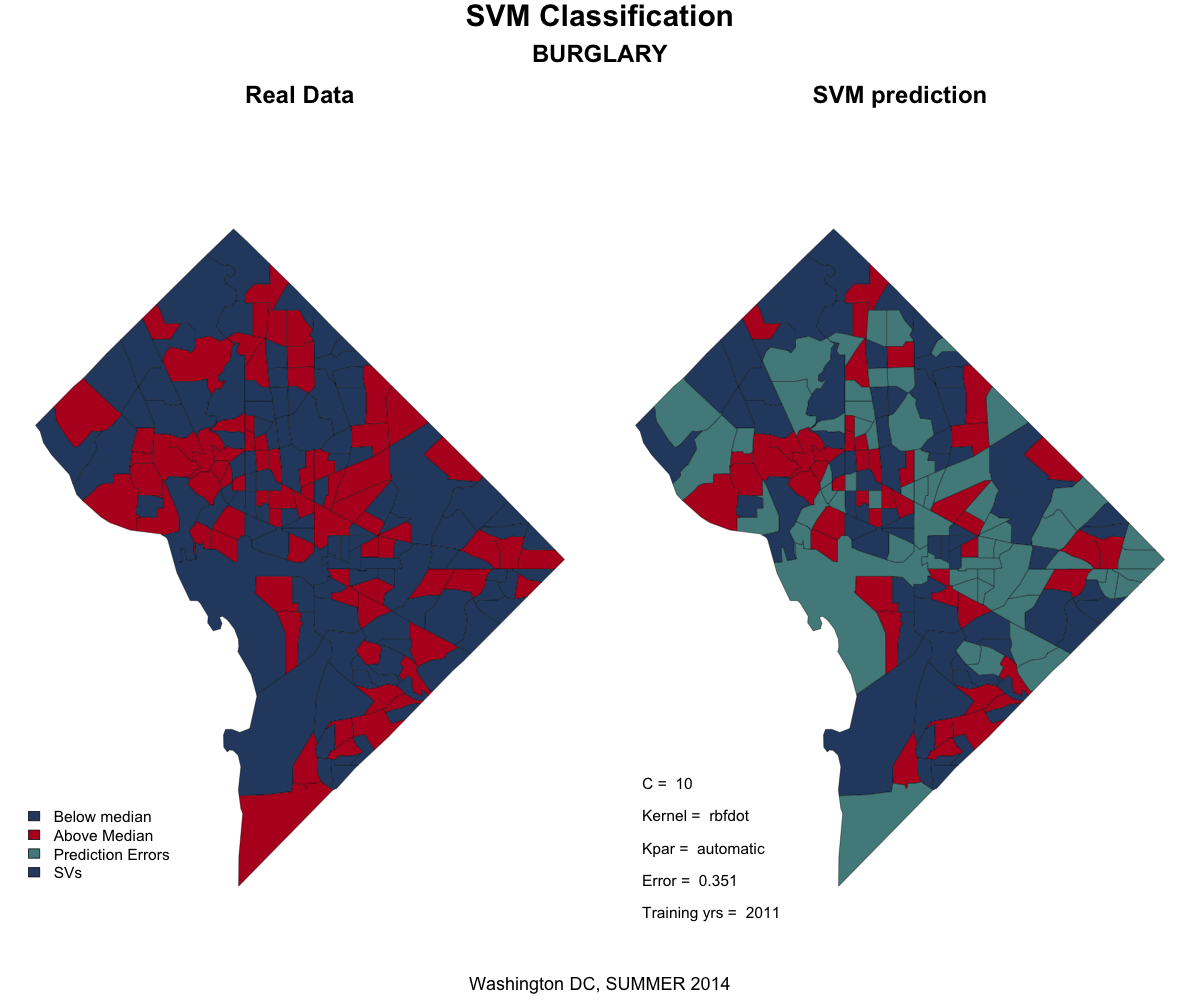 SVM Classification
BURGLARY
Real Data
SVM prediction
Below median
Above Median
Prediction Errors
SVs
C =  10
Kernel =  rbfdot
Kpar =  automatic
Error =  0.351
Training yrs =  2011
Washington DC, SUMMER 2014